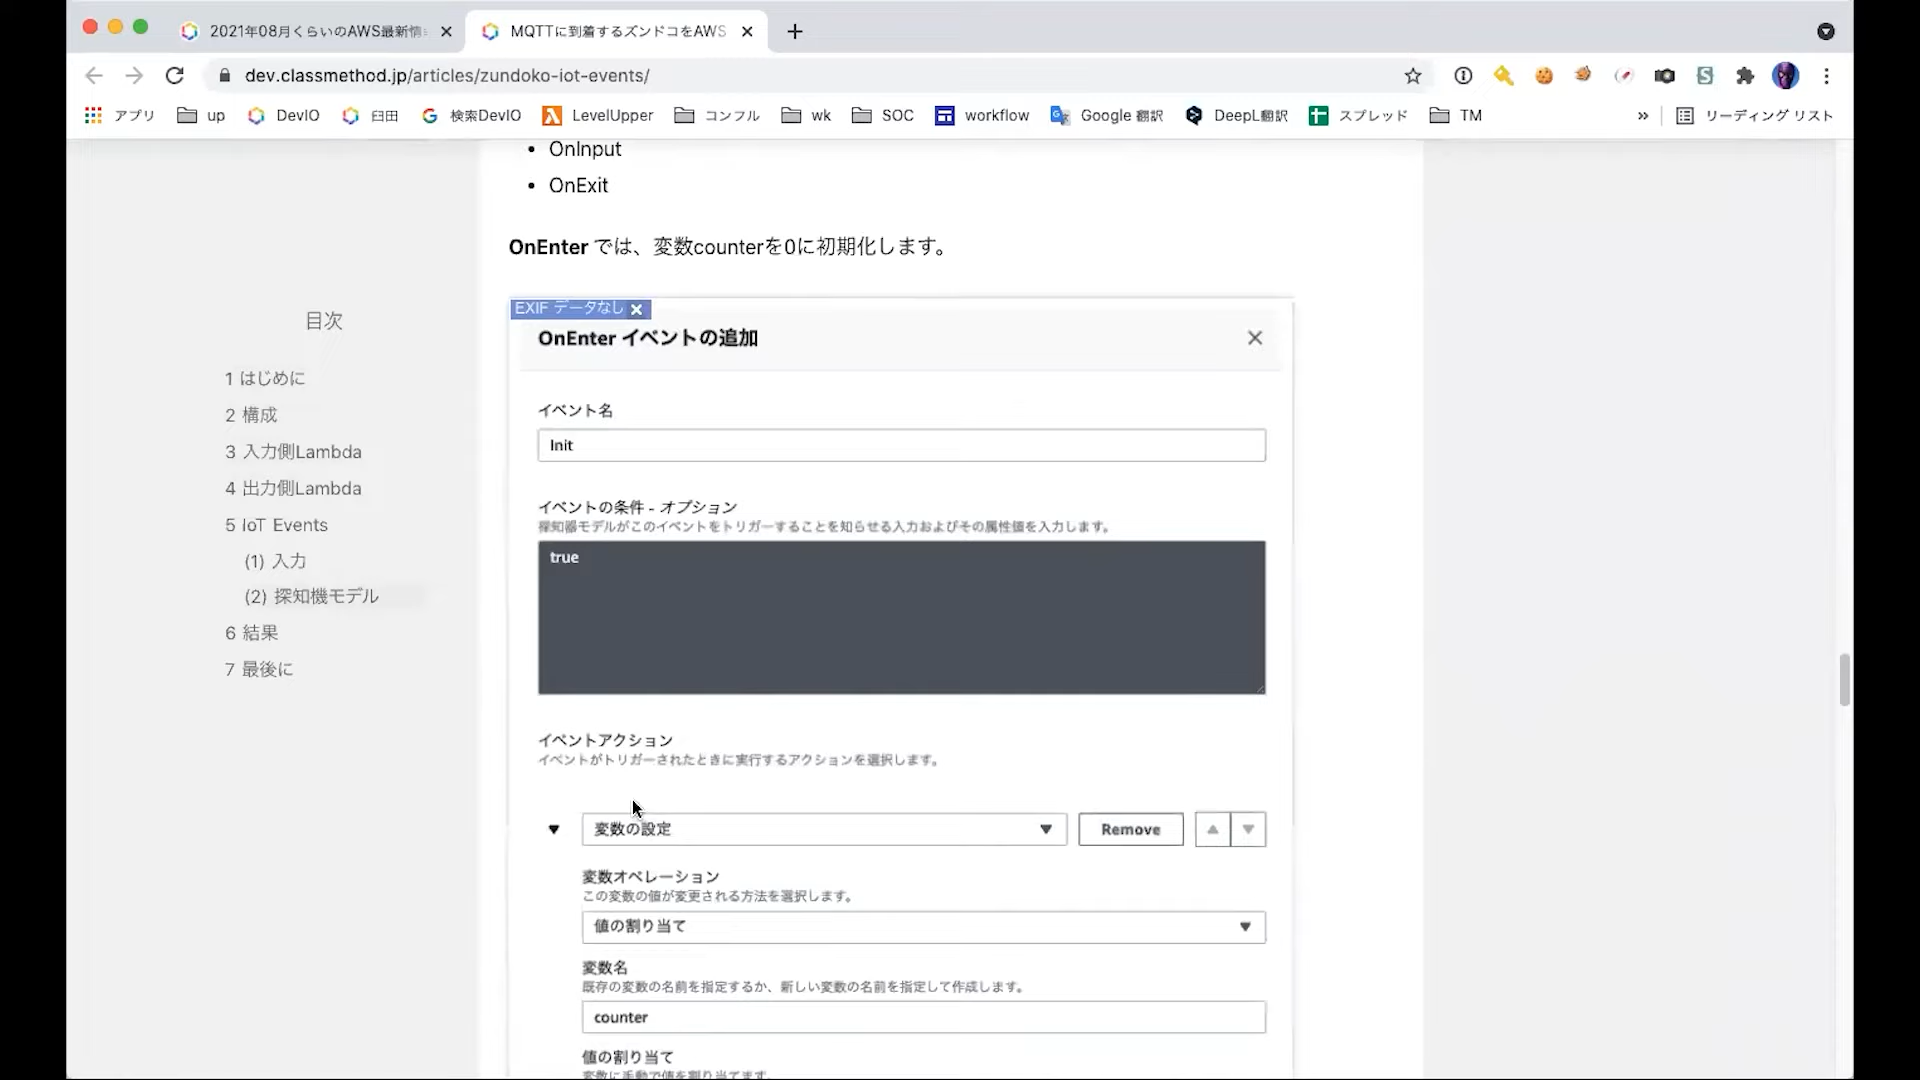 2021年08月くらいのAWS最新情
MQTTに到着するズンドコをAWS
dev.classmethod.jp/articles/zundoko-iot-events/
アプリ up DevIO 臼田 検索DevIO LevelUpper コンフル wk SOC workflow Google 翻訳 DeepL翻訳 スプレッド TM » リーディング リスト
OnInput
OnExit
OnEnter では、変数counterを0に初期化します。
EXIF データなし
OnEnter イベントの追加
目次
1 はじめに
2 構成
3 入力側Lambda
4 出力側Lambda
5 IoT Events
(1) 入力
(2) 探知機モデル
6 結果
7 最後に
イベント名
Init
イベントの条件 - オプション
探知器モデルがこのイベントをトリガーすることを知らせる入力およびその属性値を入力します。
true
イベントアクション
イベントがトリガーされたときに実行するアクションを選択します。
変数の設定
Remove
変数オペレーション
この変数の値が変更される方法を選択します。
値の割り当て
変数名
既存の変数の名前を指定するか、新しい変数の名前を指定して作成します。
counter
値の割り当て
変数に手動で値を割り当てます。